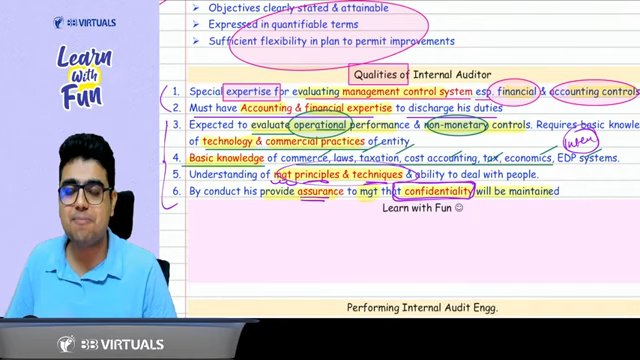 BB VIRTUALS
Learn
With
Fun
• Objectives clearly stated & attainable
• Expressed in quantifiable terms
• Sufficient flexibility in plan to permit improvements
Qualities of Internal Auditor
1. Special expertise for evaluating management control system esp. financial & accounting controls
2. Must have Accounting & financial expertise to discharge his duties
3. Expected to evaluate operational performance & non-monetary controls. Requires basic knowledge
of technology & commercial practices of entity
4. Basic knowledge of commerce, laws, taxation, cost accounting, tax, economics, EDP systems.
5. Understanding of mgt principles & techniques & ability to deal with people.
6. By conduct his provide assurance to mgt that confidentiality will be maintained
Learn with Fun ☺
Performing Internal Audit Engg.
BB VIRTUALS